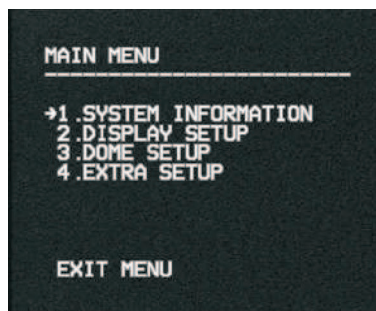 MAIN MENU
------------------------
➔1.SYSTEM INFORMATION
2.DISPLAY SETUP
3.DOME SETUP
4.EXTRA SETUP
EXIT MENU